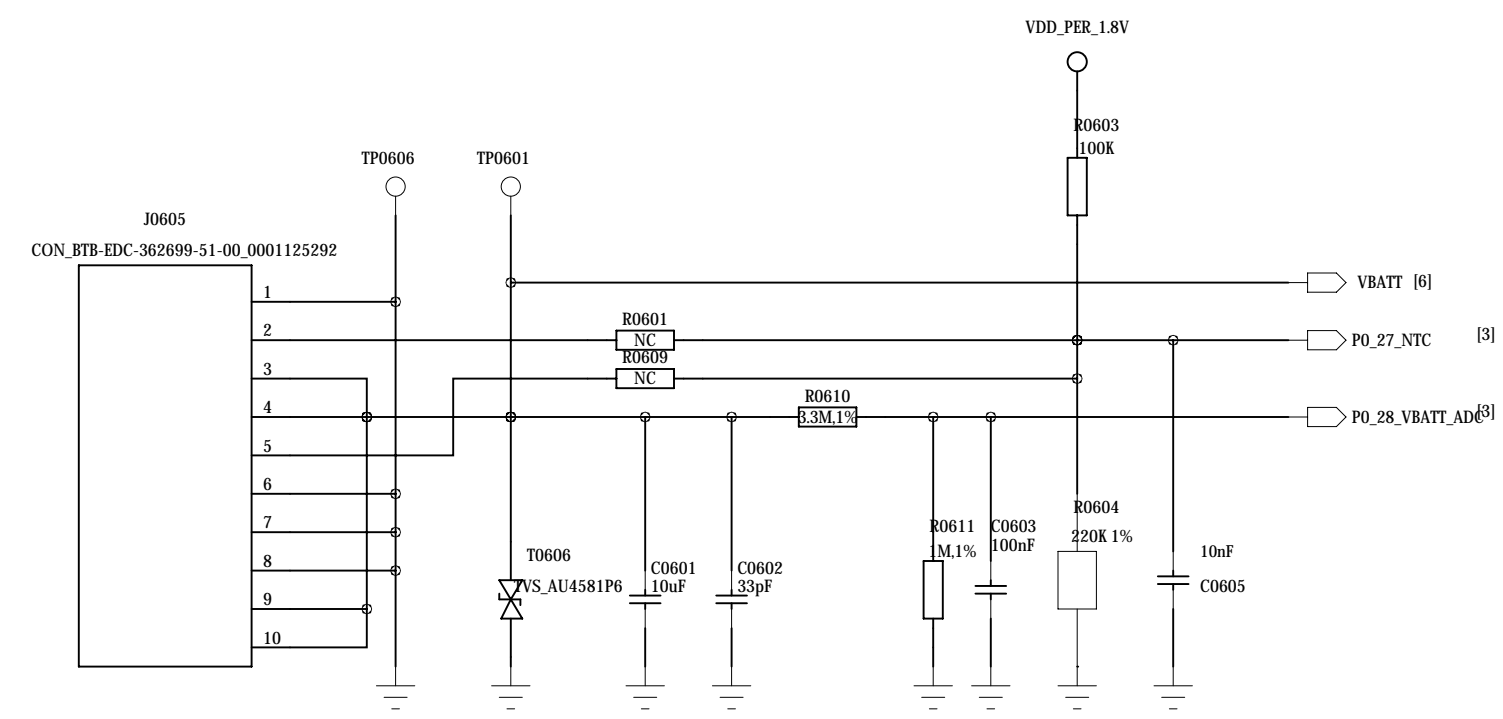 VDD_PER_1.8V
R0603
100K
TP0606
TP0601
J0605
CON_BTB-EDC-362699-51-00_0001125292
1
VBATT [6]
2
R0601
NC
P0_27_NTC [3]
3
R0609
NC
4
R0610
3.3M,1%
P0_28_VBATT_ADC [3]
5
6
7
8
9
10
T0606
TVS_AU4581P6
C0601
10uF
C0602
33pF
R0611
1M,1%
C0603
100nF
R0604
220K 1%
10nF
C0605